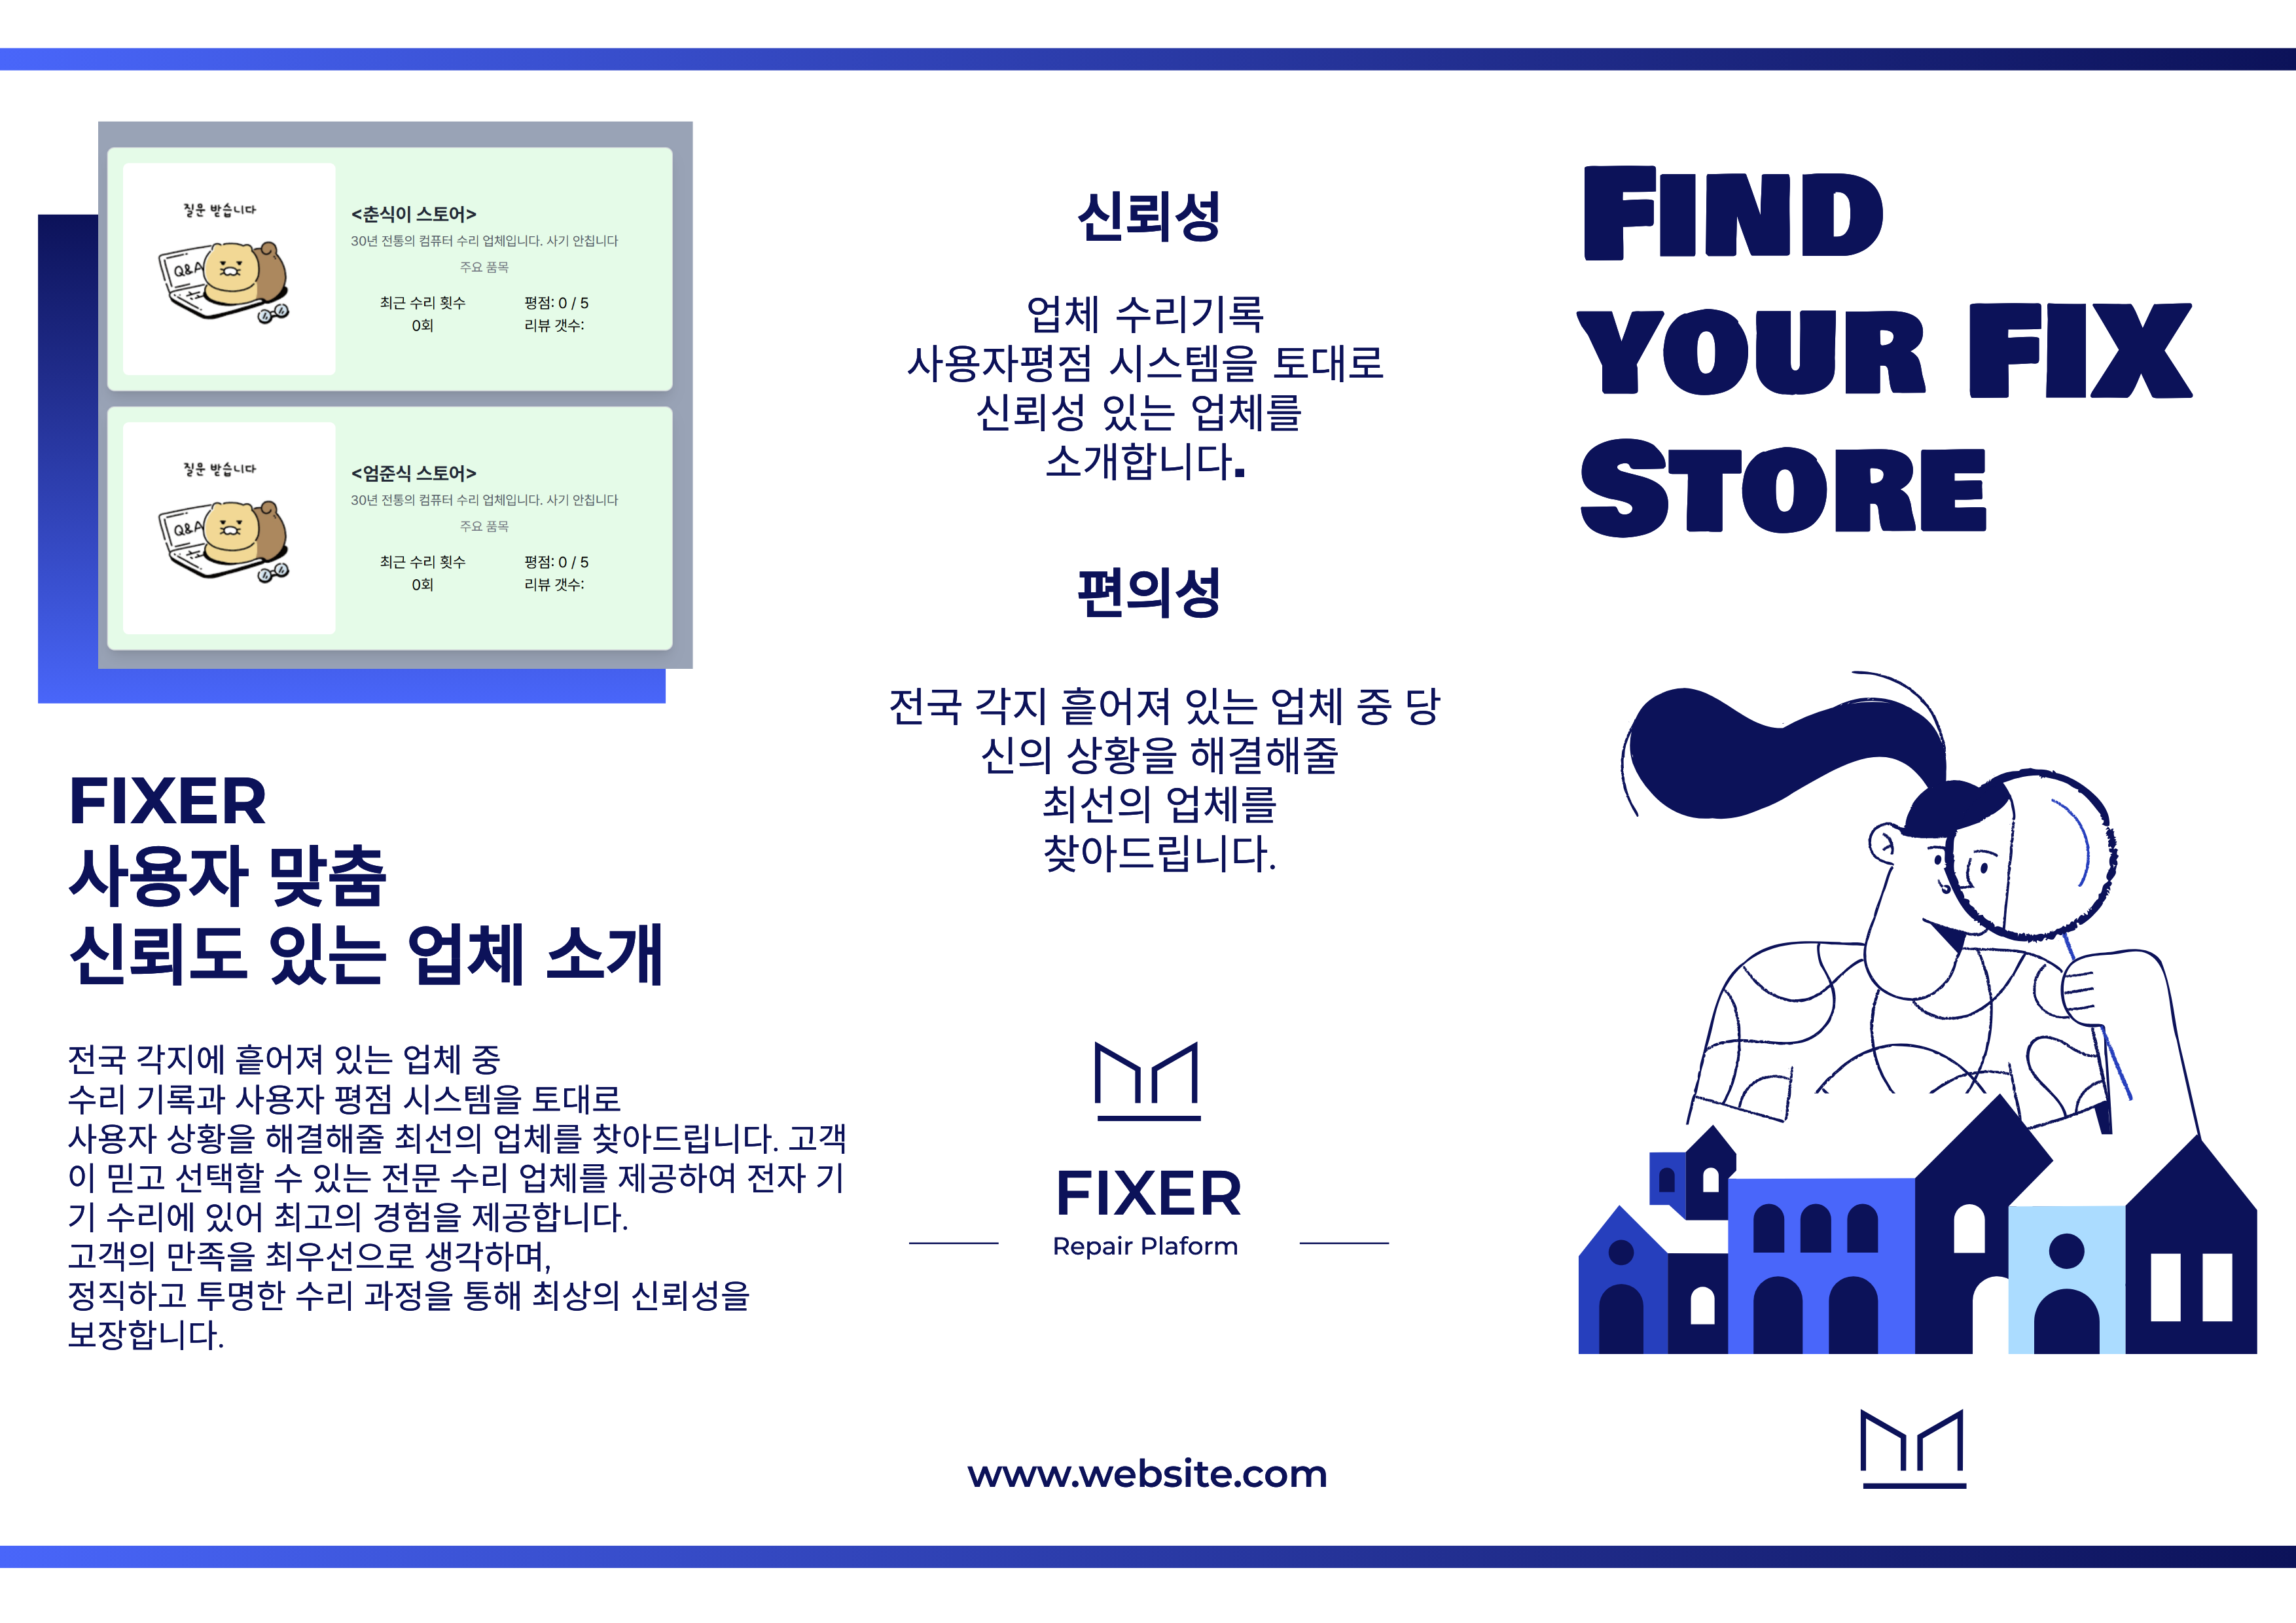 질문 받습니다
Q&A
<춘식이 스토어>
30년 전통의 컴퓨터 수리 업체입니다. 사기 안칩니다
주요 품목
최근 수리 횟수
0회
평점: 0 / 5
리뷰 갯수:
질문 받습니다
Q&A
<엄준식 스토어>
30년 전통의 컴퓨터 수리 업체입니다. 사기 안칩니다
주요 품목
최근 수리 횟수
0회
평점: 0 / 5
리뷰 갯수:
FIXER
사용자 맞춤
신뢰도 있는 업체 소개
전국 각지에 흩어져 있는 업체 중
수리 기록과 사용자 평점 시스템을 토대로
사용자 상황을 해결해줄 최선의 업체를 찾아드립니다. 고객
이 믿고 선택할 수 있는 전문 수리 업체를 제공하여 전자 기
기 수리에 있어 최고의 경험을 제공합니다.
고객의 만족을 최우선으로 생각하며,
정직하고 투명한 수리 과정을 통해 최상의 신뢰성을
보장합니다.
신뢰성
업체 수리기록
사용자평점 시스템을 토대로
신뢰성 있는 업체를
소개합니다.
편의성
전국 각지 흩어져 있는 업체 중 당
신의 상황을 해결해줄
최선의 업체를
찾아드립니다.
FIXER
Repair Plaform
www.website.com
FIND
YOUR FIX
STORE